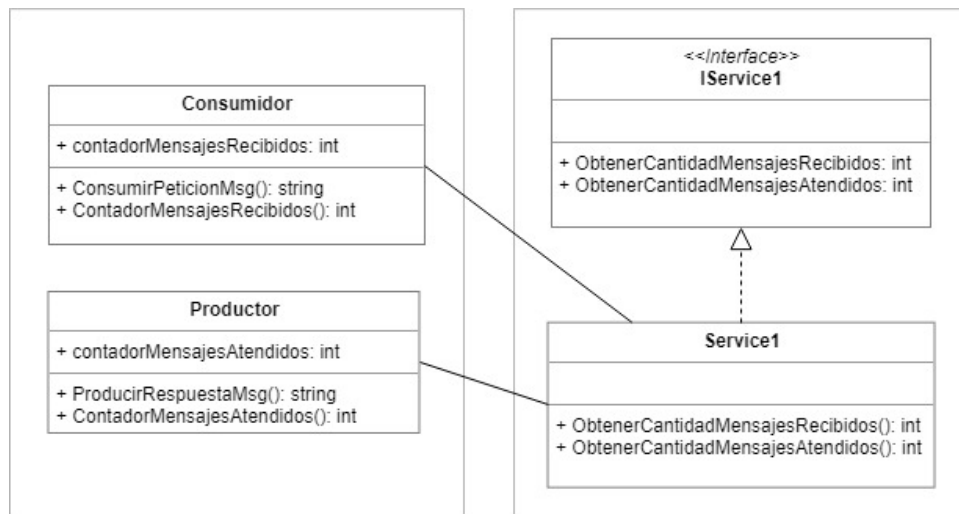 Consumidor
+ contadorMensajesRecibidos: int
+ ConsumirPeticionMsg(): string
+ ContadorMensajesRecibidos(): int
Productor
+ contadorMensajesAtendidos: int
+ ProducirRespuestaMsg(): string
+ ContadorMensajesAtendidos(): int
<<Interface>>
IService1
+ ObtenerCantidadMensajesRecibidos: int
+ ObtenerCantidadMensajesAtendidos: int
Service1
+ ObtenerCantidadMensajesRecibidos(): int
+ ObtenerCantidadMensajesAtendidos(): int